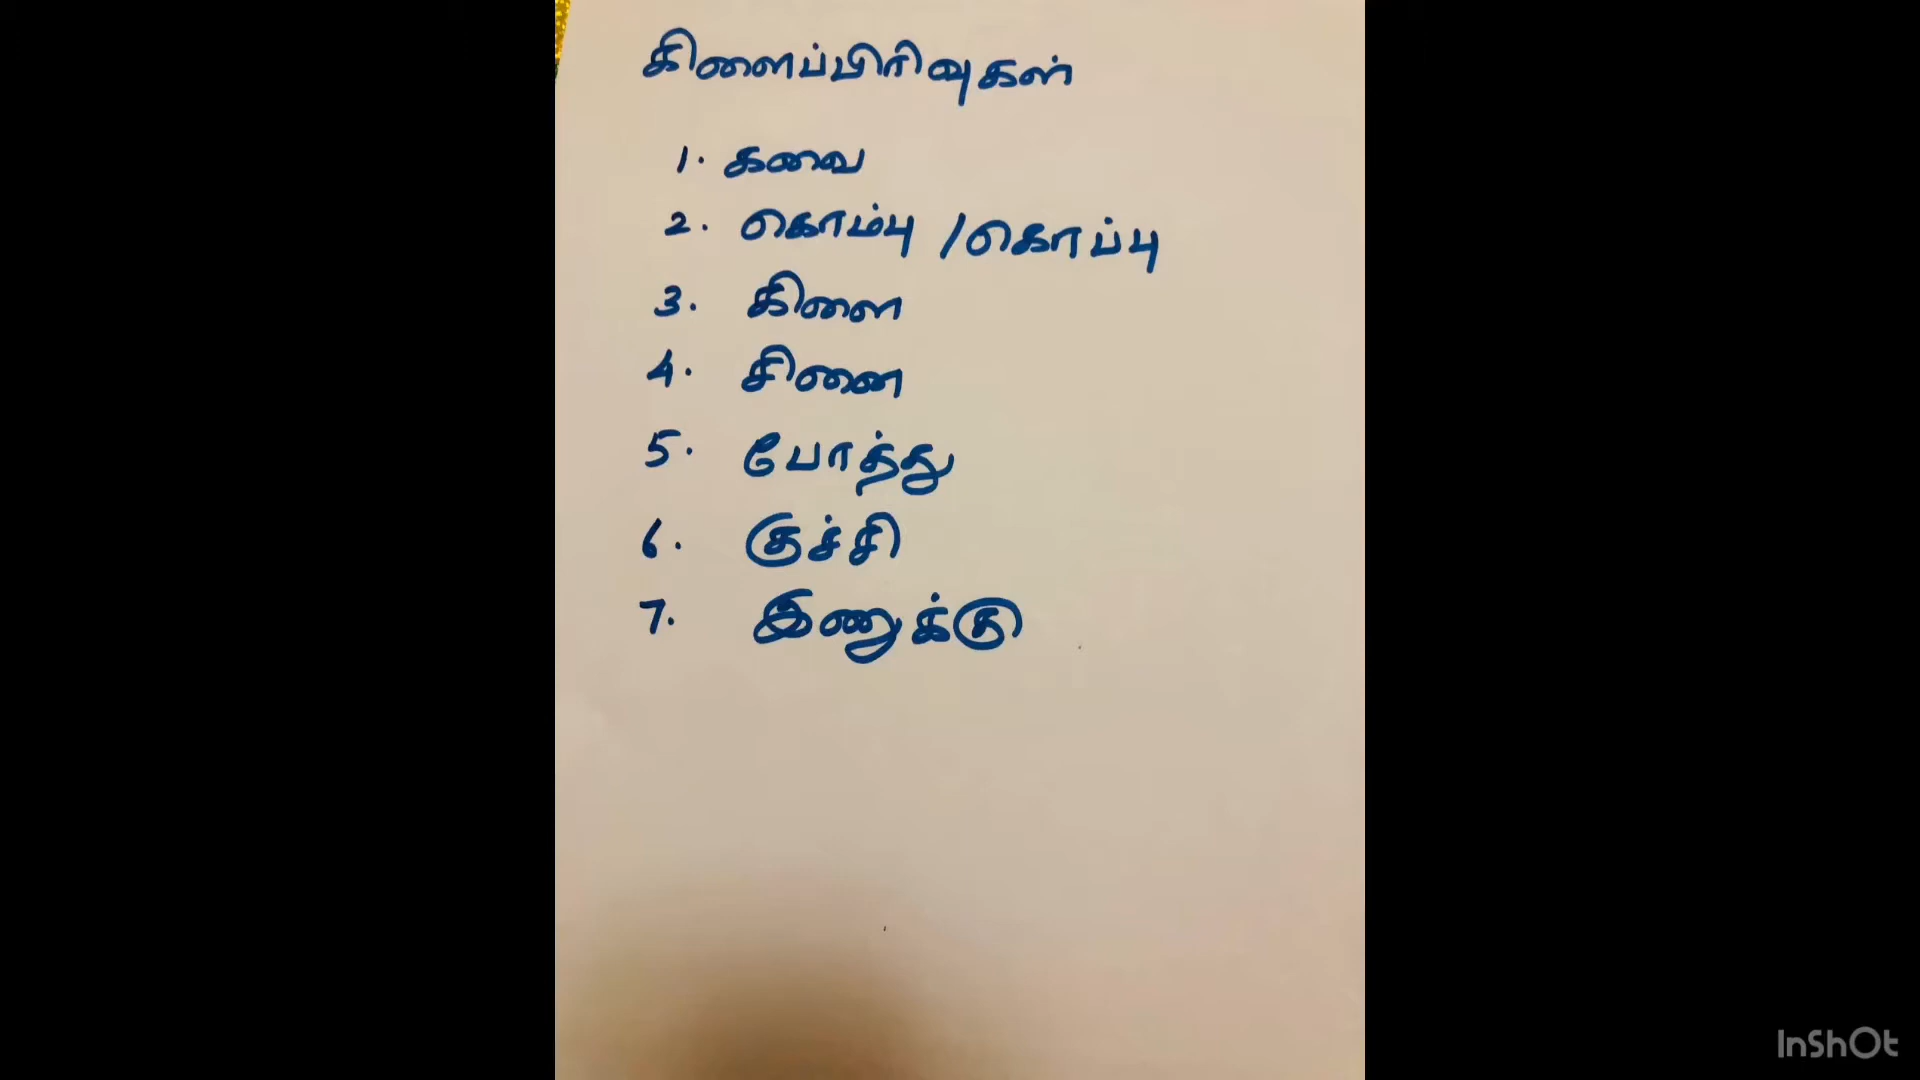 கிளைப்பிரிவுகள்
1. கவை
2. கொம்பு / கொப்பு
3. கிளை
4. சினை
5. போத்து
6. குச்சி
7. இணுக்கு
InShOt